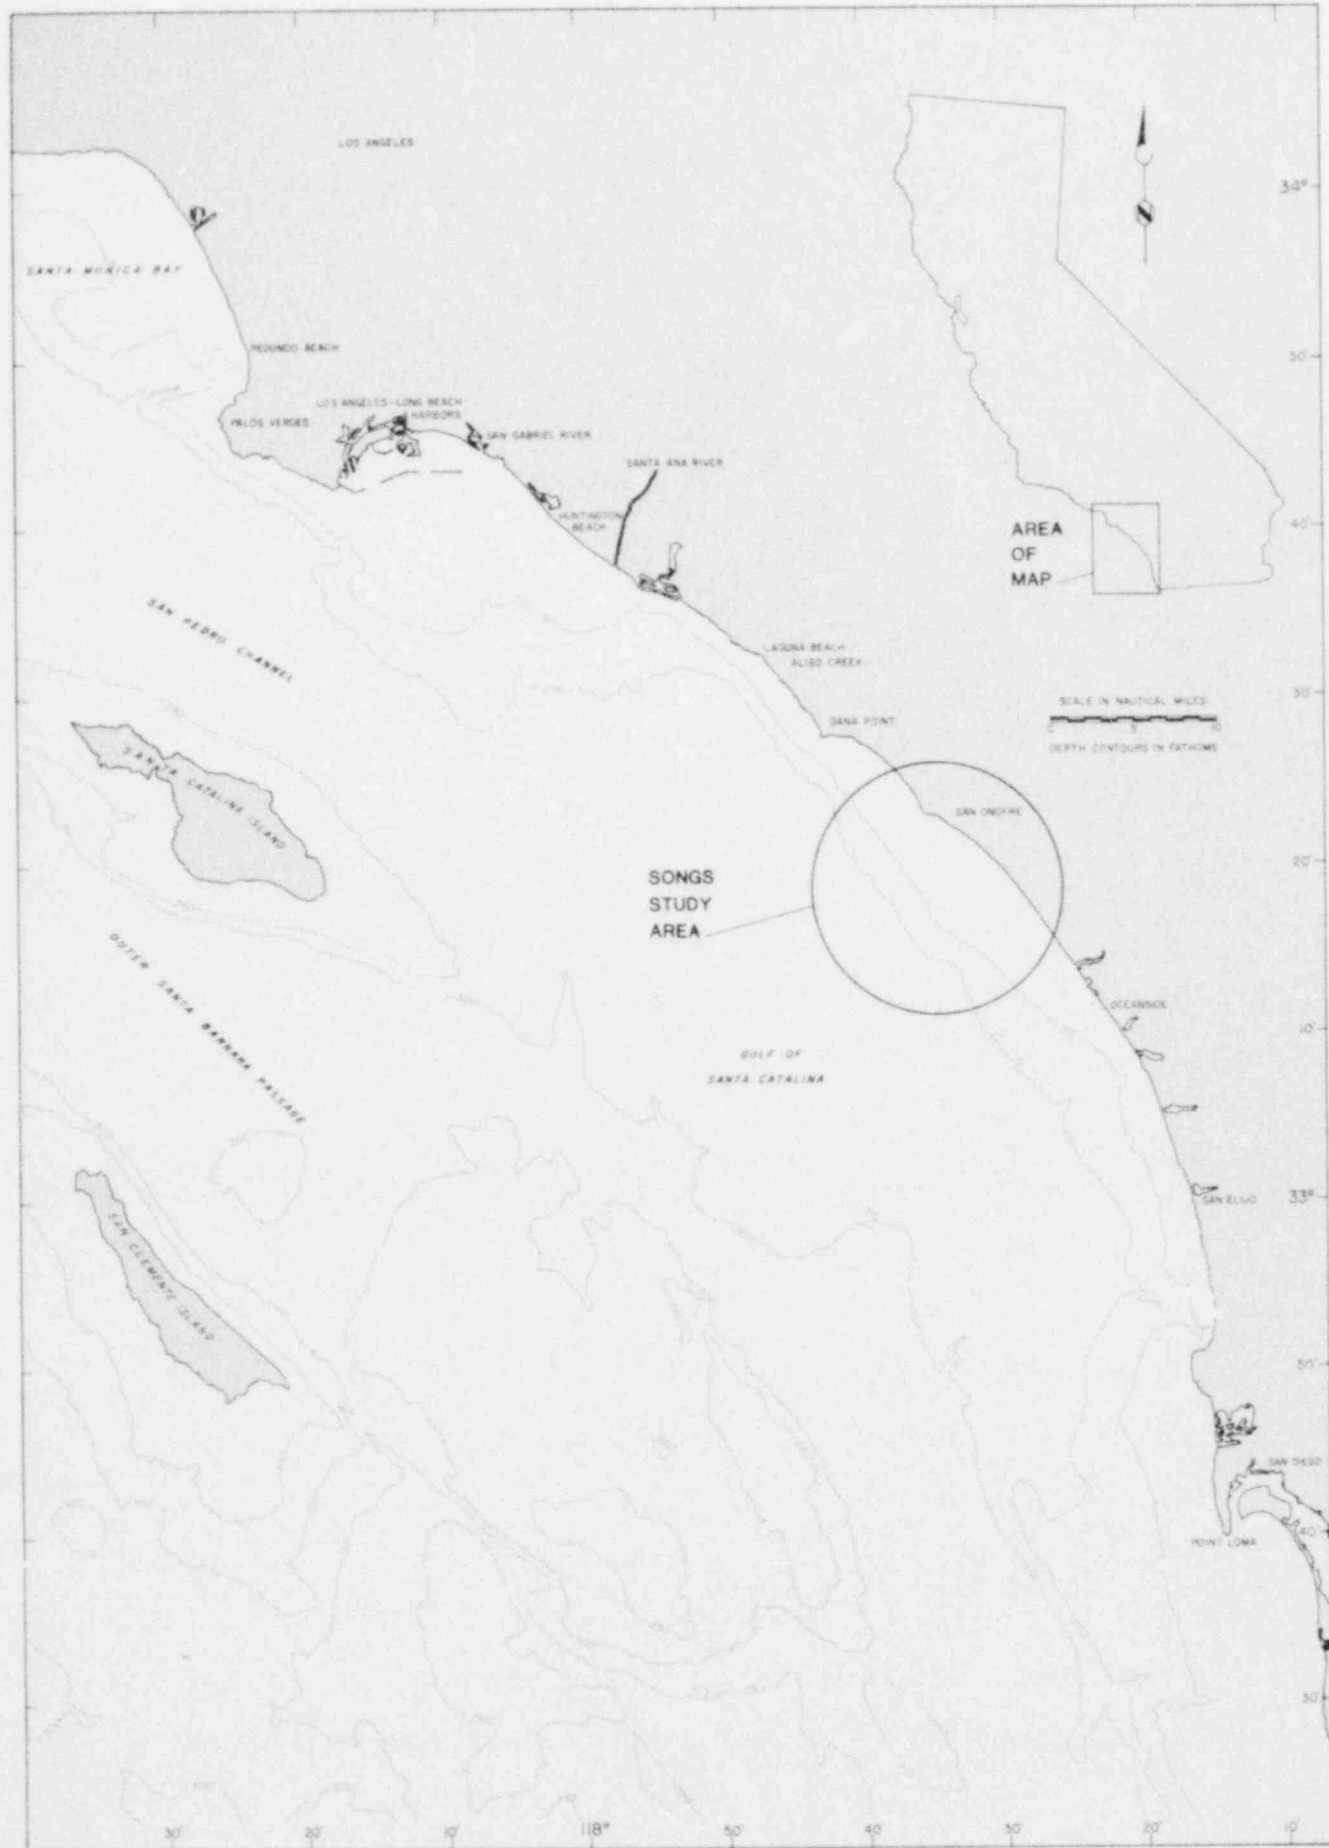 LOS ANGELES
34°
SANTA MONICA BAY
REDONDO BEACH
50'
LOS ANGELES-LONG BEACH
HARBORS
PALOS VERDES
SAN GABRIEL RIVER
SANTA ANA RIVER
HUNTINGTON
BEACH
40'
AREA
OF
MAP
SAN PEDRO CHANNEL
LAGUNA BEACH
ALISO CREEK
30'
SCALE IN NAUTICAL MILES
0 5 10
DEPTH CONTOURS IN FATHOMS
DANA POINT
SANTA CATALINA ISLAND
SAN ONOFRE
20'
SONGS
STUDY
AREA
OUTER SANTA BARBARA PASSAGE
OCEANSIDE
10'
GULF OF
SANTA CATALINA
SAN ELIJO
33°
SAN CLEMENTE ISLAND
50'
SAN DIEGO
40'
POINT LOMA
30'
30' 20' 10' 118° 50' 40' 30' 20' 10'